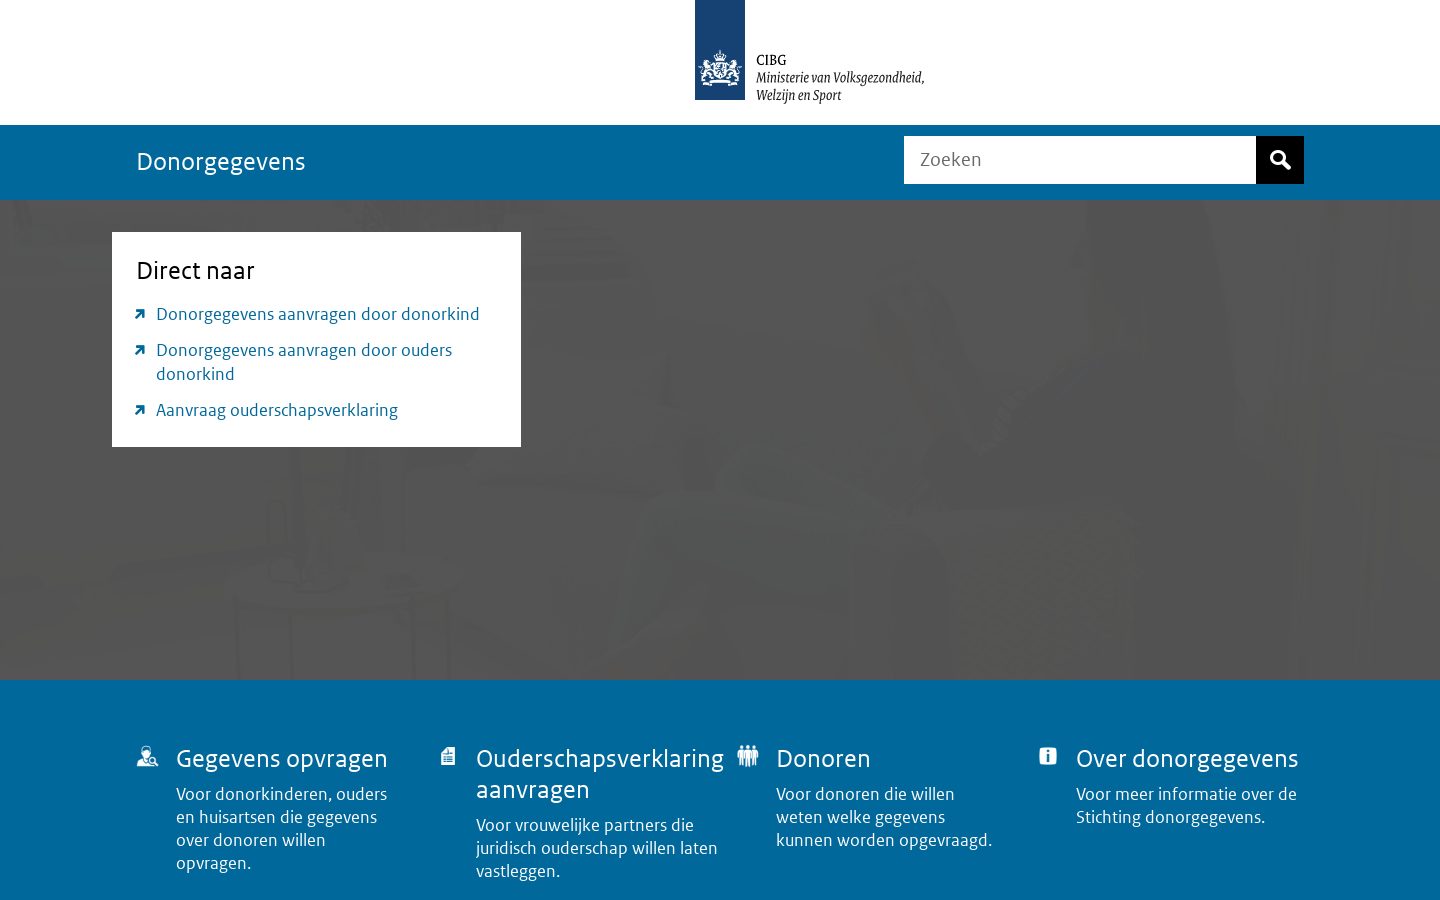 CIBG
Ministerie van Volksgezondheid,
Welzijn en Sport
Donorgegevens
Zoeken
Direct naar
Donorgegevens aanvragen door donorkind
Donorgegevens aanvragen door ouders
donorkind
Aanvraag ouderschapsverklaring
Gegevens opvragen
Voor donorkinderen, ouders
en huisartsen die gegevens
over donoren willen
opvragen.
Ouderschapsverklaring
aanvragen
Voor vrouwelijke partners die
juridisch ouderschap willen laten
vastleggen.
Donoren
Voor donoren die willen
weten welke gegevens
kunnen worden opgevraagd.
Over donorgegevens
Voor meer informatie over de
Stichting donorgegevens.